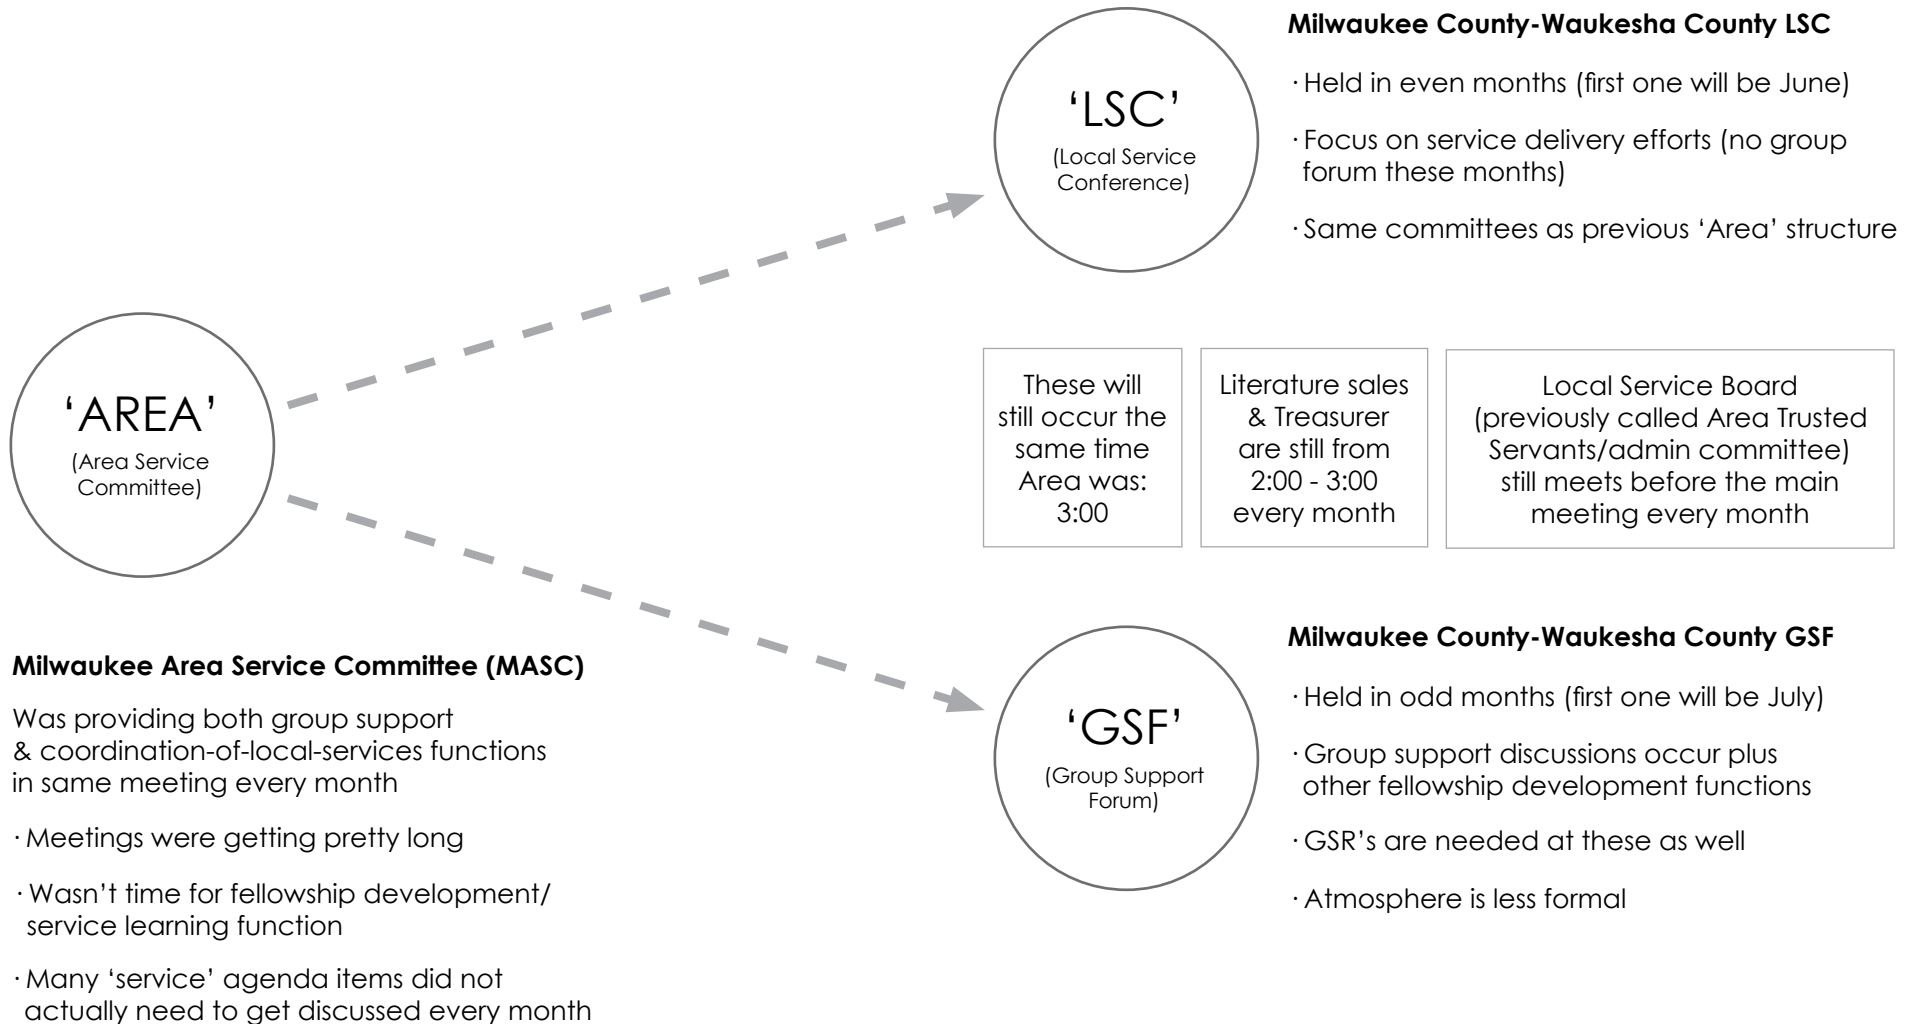 ‘AREA’
(Area Service
Committee)
Milwaukee Area Service Committee (MASC)
Was providing both group support
& coordination-of-local-services functions
in same meeting every month
· Meetings were getting pretty long
· Wasn’t time for fellowship development/
service learning function
· Many ‘service’ agenda items did not
actually need to get discussed every month
‘LSC’
(Local Service
Conference)
Milwaukee County-Waukesha County LSC
· Held in even months (first one will be June)
· Focus on service delivery efforts (no group
forum these months)
· Same committees as previous ‘Area’ structure
These will
still occur the
same time
Area was:
3:00
Literature sales
& Treasurer
are still from
2:00 - 3:00
every month
Local Service Board
(previously called Area Trusted
Servants/admin committee)
still meets before the main
meeting every month
‘GSF’
(Group Support
Forum)
Milwaukee County-Waukesha County GSF
· Held in odd months (first one will be July)
· Group support discussions occur plus
other fellowship development functions
· GSR’s are needed at these as well
· Atmosphere is less formal